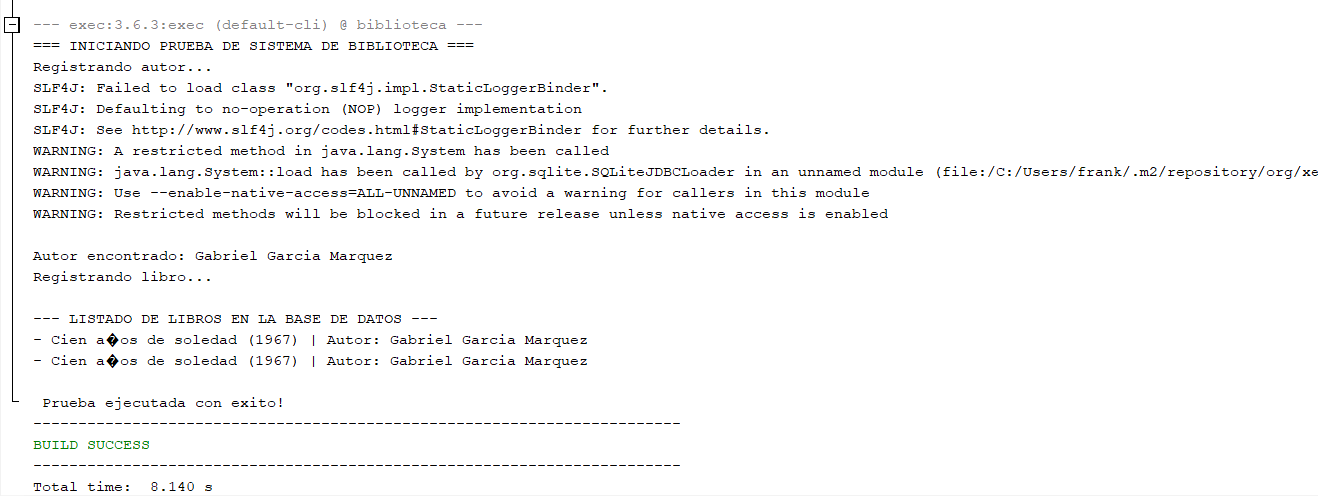 --- exec:3.6.3:exec (default-cli) @ biblioteca ---
=== INICIANDO PRUEBA DE SISTEMA DE BIBLIOTECA ===
Registrando autor...
SLF4J: Failed to load class "org.slf4j.impl.StaticLoggerBinder".
SLF4J: Defaulting to no-operation (NOP) logger implementation
SLF4J: See http://www.slf4j.org/codes.html#StaticLoggerBinder for further details.
WARNING: A restricted method in java.lang.System has been called
WARNING: java.lang.System::load has been called by org.sqlite.SQLiteJDBCLoader in an unnamed module (file:/C:/Users/frank/.m2/repository/org/xe
WARNING: Use --enable-native-access=ALL-UNNAMED to avoid a warning for callers in this module
WARNING: Restricted methods will be blocked in a future release unless native access is enabled
Autor encontrado: Gabriel Garcia Marquez
Registrando libro...
--- LISTADO DE LIBROS EN LA BASE DE DATOS ---
- Cien a�os de soledad (1967) | Autor: Gabriel Garcia Marquez
- Cien a�os de soledad (1967) | Autor: Gabriel Garcia Marquez
Prueba ejecutada con exito!
------------------------------------------------------------------------
BUILD SUCCESS
------------------------------------------------------------------------
Total time:  8.140 s